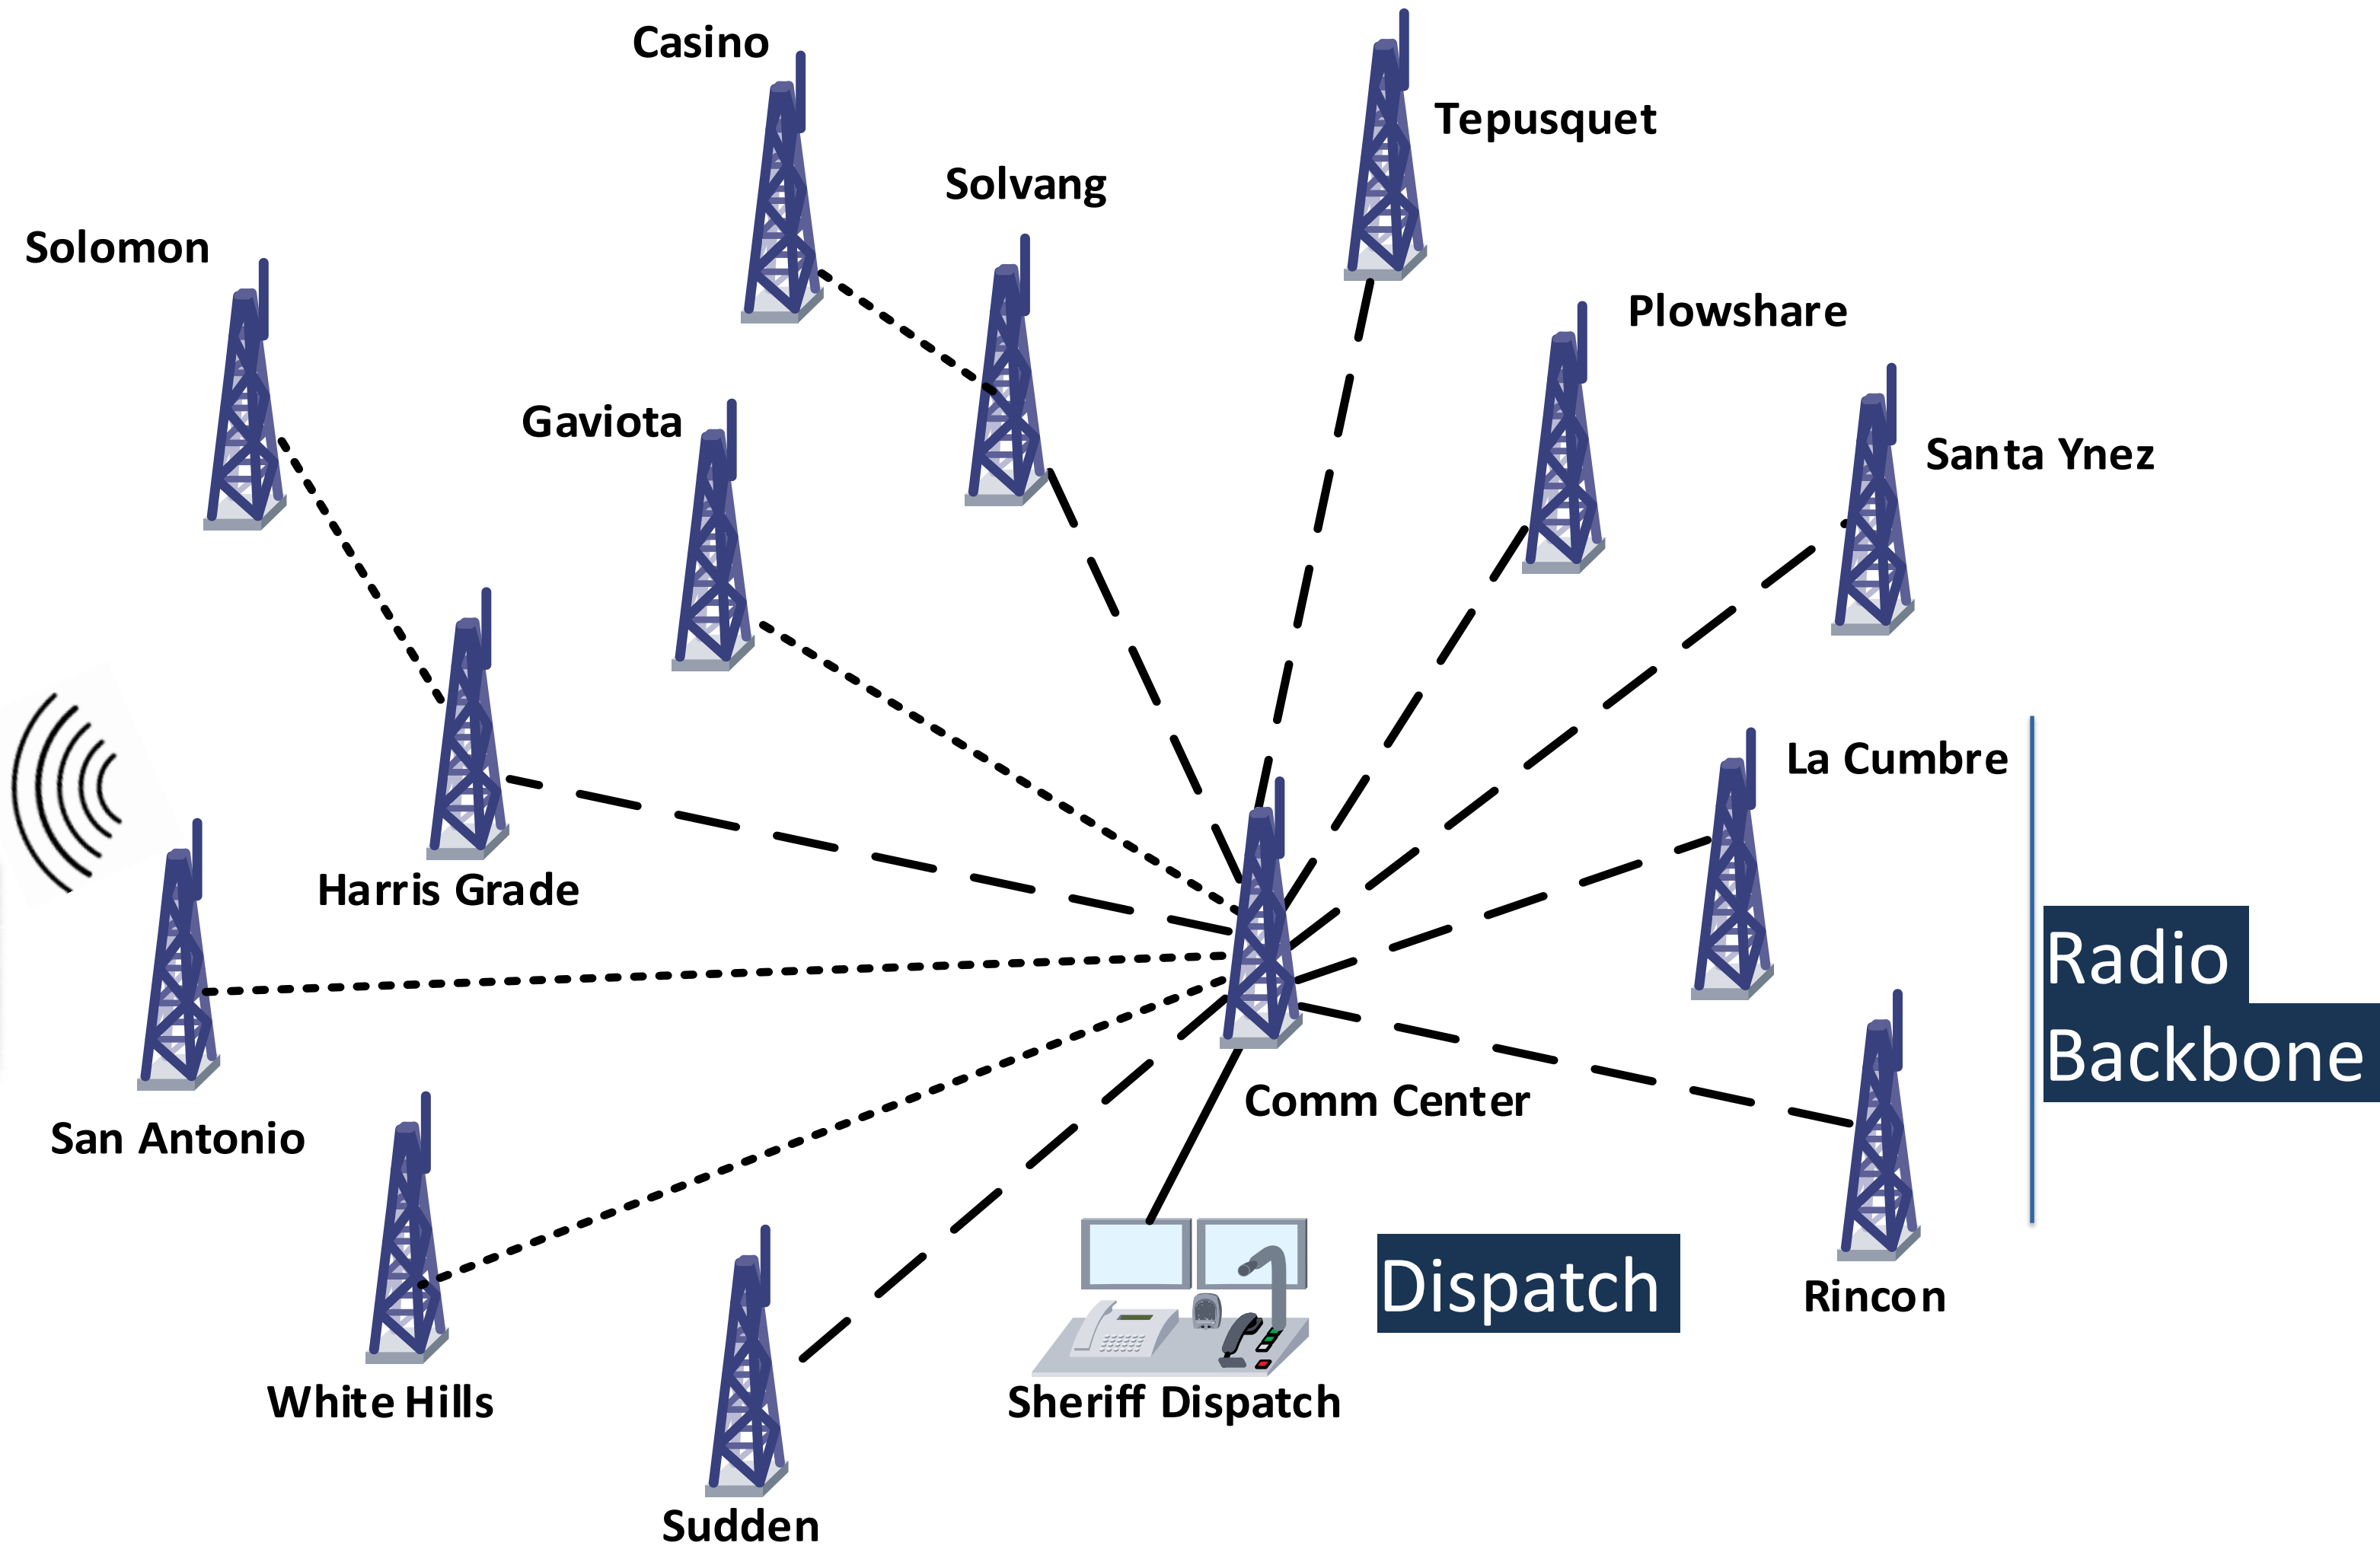 Casino
Tepusquet
Solvang
Solomon
Plowshare
Gaviota
Santa Ynez
La Cumbre
Harris Grade
Radio
Backbone
Comm Center
San Antonio
Dispatch
Rincon
White Hills
Sheriff Dispatch
Sudden